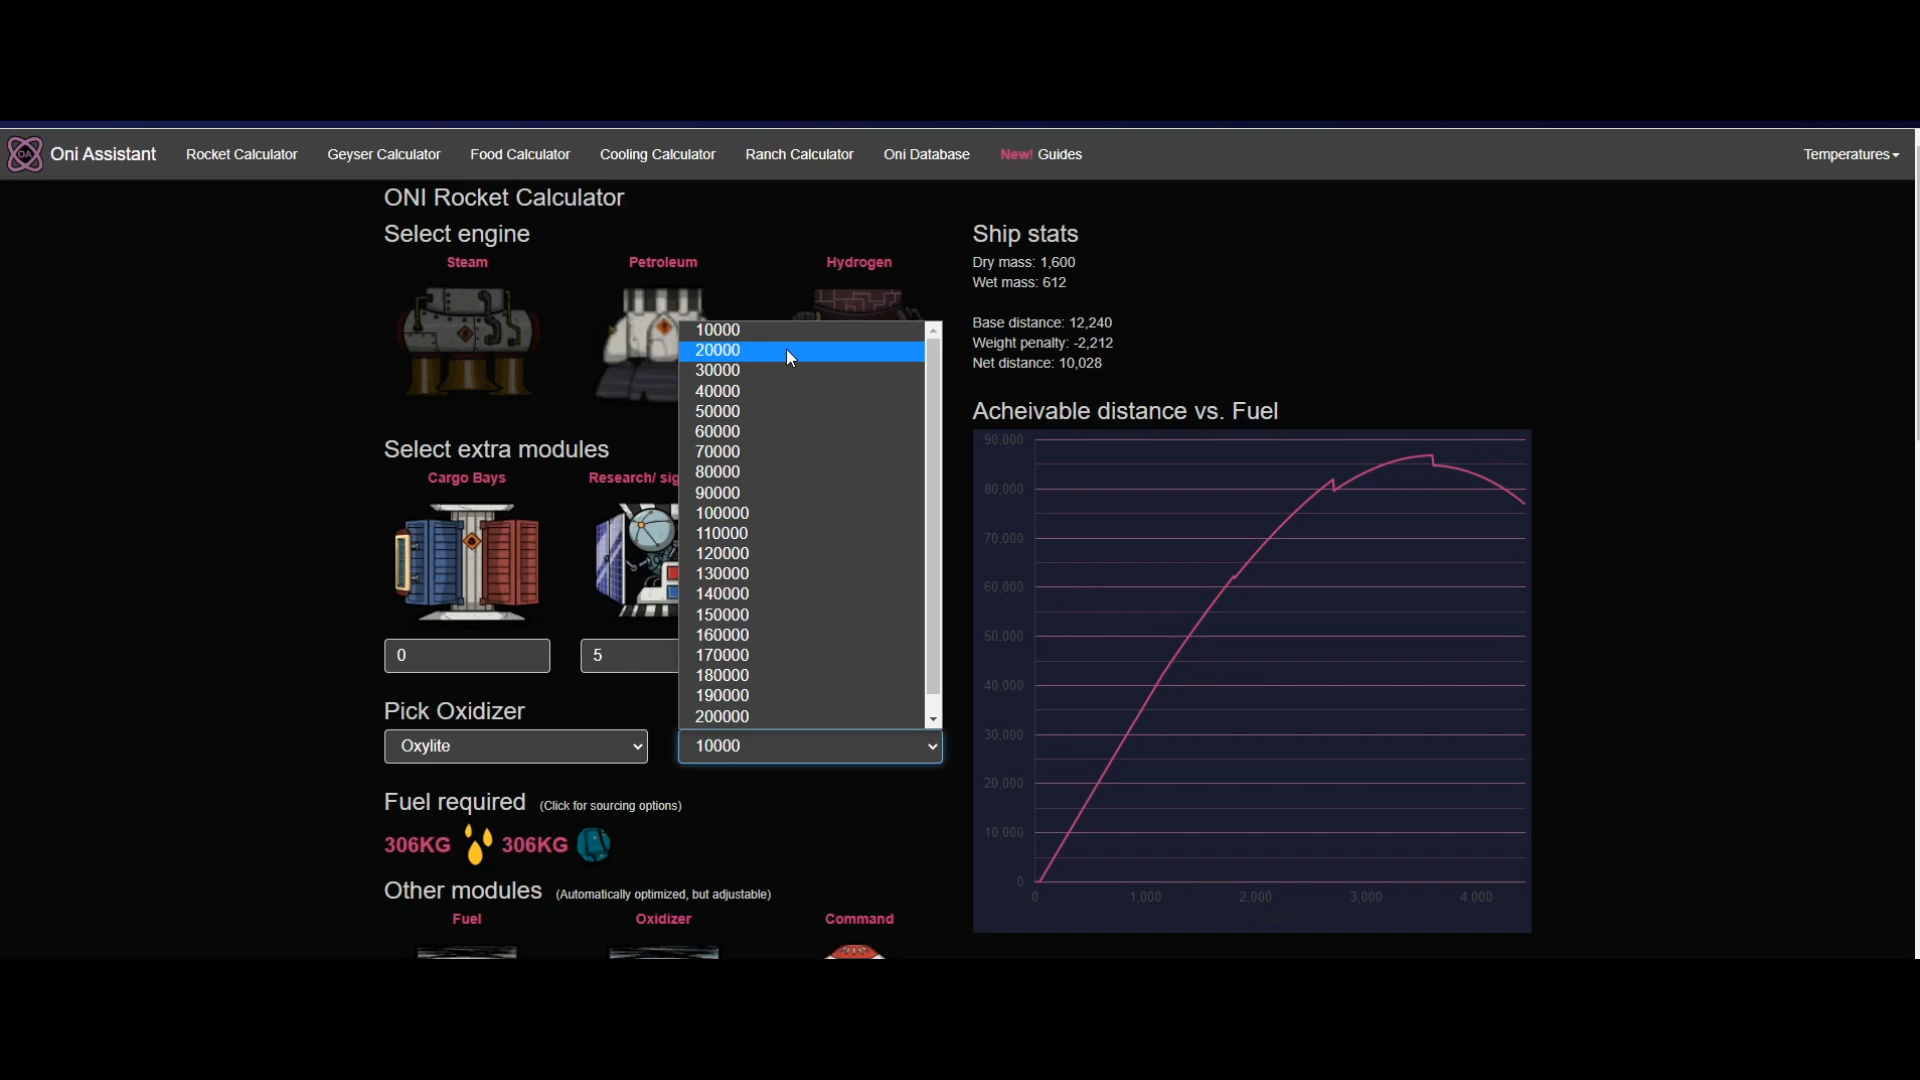 Oni Assistant Rocket Calculator Geyser Calculator Food Calculator Cooling Calculator Ranch Calculator Oni Database New! Guides Temperatures
ONI Rocket Calculator
Select engine
Steam Petroleum Hydrogen
10000
20000
30000
40000
50000
60000
70000
80000
90000
100000
110000
120000
130000
140000
150000
160000
170000
180000
190000
200000
Select extra modules
Cargo Bays Research/ sig
0 5
Pick Oxidizer
Oxylite 10000
Fuel required (Click for sourcing options)
306KG 306KG
Other modules (Automatically optimized, but adjustable)
Fuel Oxidizer Command
Ship stats
Dry mass: 1,600
Wet mass: 612
Base distance: 12,240
Weight penalty: -2,212
Net distance: 10,028
Acheivable distance vs. Fuel
90,000
80,000
70,000
60,000
50,000
40,000
30,000
20,000
10,000
0
0 1,000 2,000 3,000 4,000